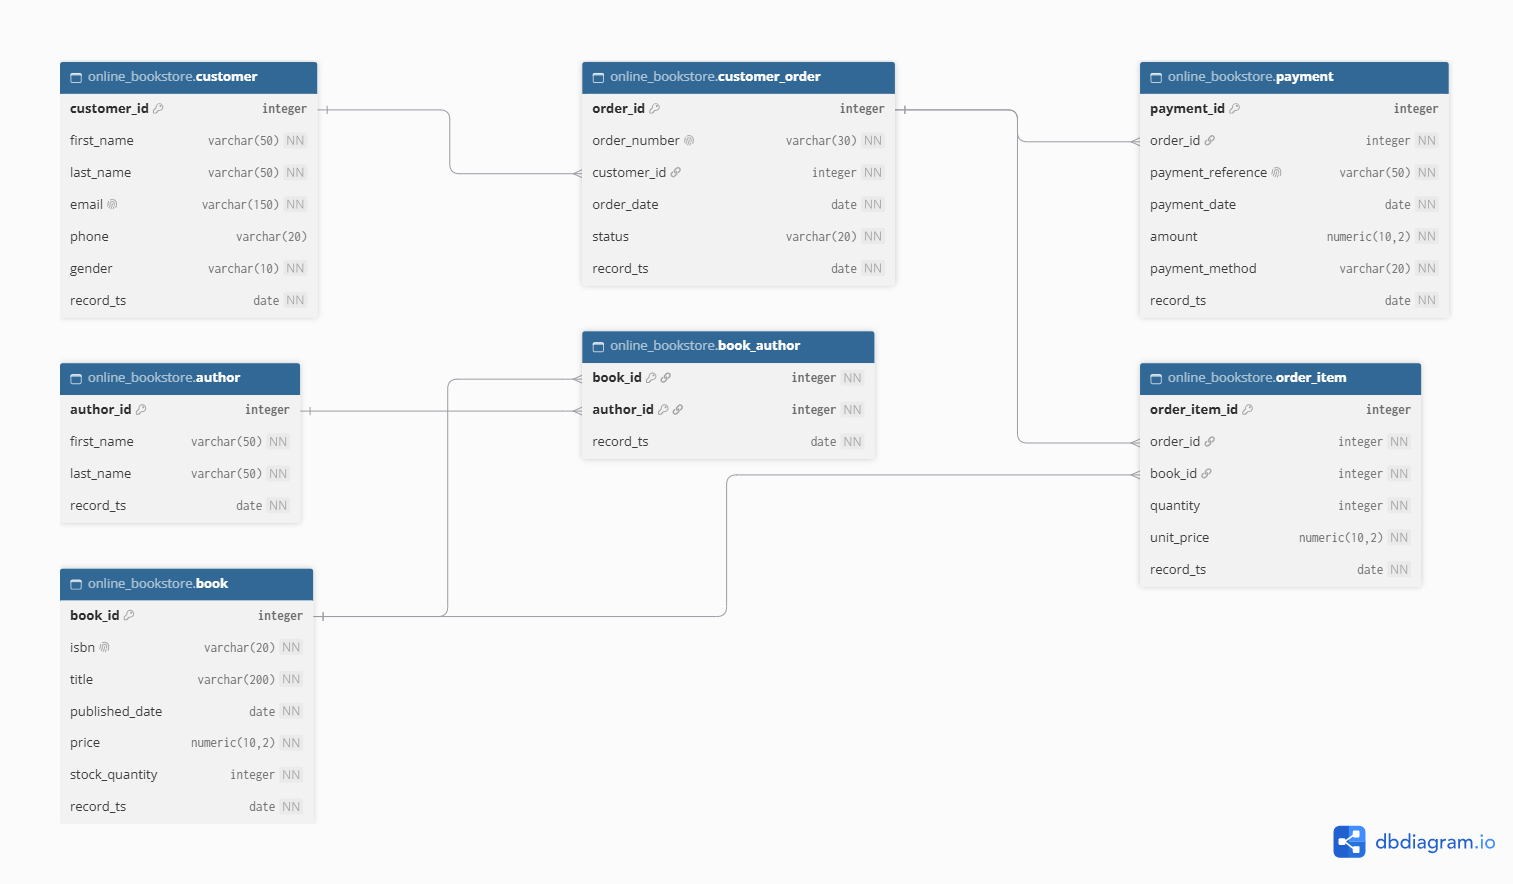 online_bookstore.customer
customer_id integer
first_name varchar(50) NN
last_name varchar(50) NN
email varchar(150) NN
phone varchar(20)
gender varchar(10) NN
record_ts date NN
online_bookstore.customer_order
order_id integer
order_number varchar(30) NN
customer_id integer NN
order_date date NN
status varchar(20) NN
record_ts date NN
online_bookstore.payment
payment_id integer
order_id integer NN
payment_reference varchar(50) NN
payment_date date NN
amount numeric(10,2) NN
payment_method varchar(20) NN
record_ts date NN
online_bookstore.author
author_id integer
first_name varchar(50) NN
last_name varchar(50) NN
record_ts date NN
online_bookstore.book_author
book_id integer NN
author_id integer NN
record_ts date NN
online_bookstore.order_item
order_item_id integer
order_id integer NN
book_id integer NN
quantity integer NN
unit_price numeric(10,2) NN
record_ts date NN
online_bookstore.book
book_id integer
isbn varchar(20) NN
title varchar(200) NN
published_date date NN
price numeric(10,2) NN
stock_quantity integer NN
record_ts date NN
dbdiagram.io